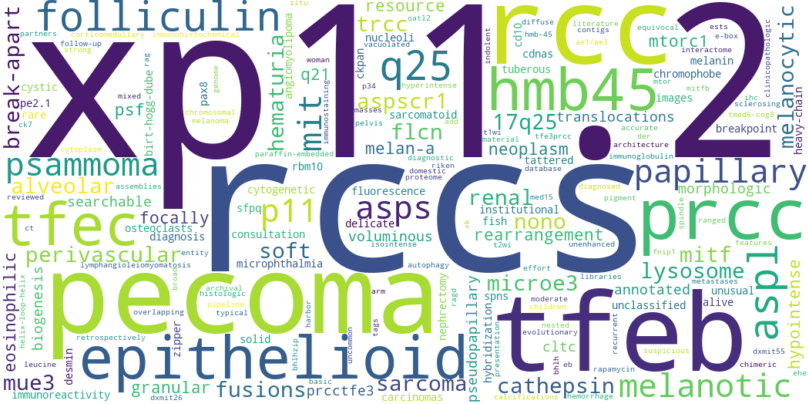 xp11.2
rccs
pecoma
tfeb
rcc
prcc
hmb45
epithelioid
tfec
folliculin
papillary
aspl
psammoma
melanotic
q25
p11
asps
mit
trcc
aspscr1
flcn
melan-a
17q25
translocations
neoplasm
tattered
mtorc1
tuberous
resource
hematuria
angiomyolipoma
break-apart
partners
cystic
pe2.1
rare
ck7
psf
pax8
birt-hogg-dube
q21
nucleoli
cd10
cdnas
melanin
chromophobe
images
breakpoint
melanocytic
heavy-chain
alveolar
searchable
focally
osteoclasts
diagnosis
perivascular
soft
microphthalmia
voluminous
delicate
fluorescence
cytogenetic
sfpq
rbm10
sarcomatoid
renal
institutional
fish
nono
rearrangement
morphologic
mitf
lysosome
annotated
unusual
unclassified
alive
microe3
cltc
cathepsin
hypointense
eosinophilic
biogenesis
mue3
desmin
zipper
granular
fusions
prcctfe3
sarcoma
carcinomas
nephrectomy
pseudopapillary
hybridization
spns
immunoreactivity
solid
consultation
lymphangioleiomyomatosis
helix-loop-helix
leucine
dxmit26
dxmit55
chimeric
rapamycin
hemorrhage
calcifications
suspicious
nested
evolutionary
recurrent
children
moderate
presentation
bhlhzip
autophagy
isointense
t2wi
t1wi
unenhanced
metastases
libraries
effort
ranged
features
spindle
pigment
diagnosed
database
immunoglobulin
tmed6-cog8
accurate
der
architecture
tfe3prcc
material
med15
domestic
proteome
riken
diagnostic
pelvis
masses
hyperintense
vacuolated
immunostaining
p34
add
ckpan
woman
oatl2
situ
indolent
diffuse
literature
contigs
hmb-45
equivocal
ae1/ae3
ests
e-box
interactome
clinicopathologic
mtor
mitfb
ihc
sclerosing
corticomedullary
immunohistochemical
follow-up
strong
rag
mixed
genome
chromosomal
melanoma
cytoplasm
paraffin-embedded
assemblies
reviewed
ct
entity
archival
histologic
pipeline
typical
overlapping
retrospectively
broad
harbor
uncommon
arm
tags
basic
ragd
fnip1
bhlh
eb
ehe